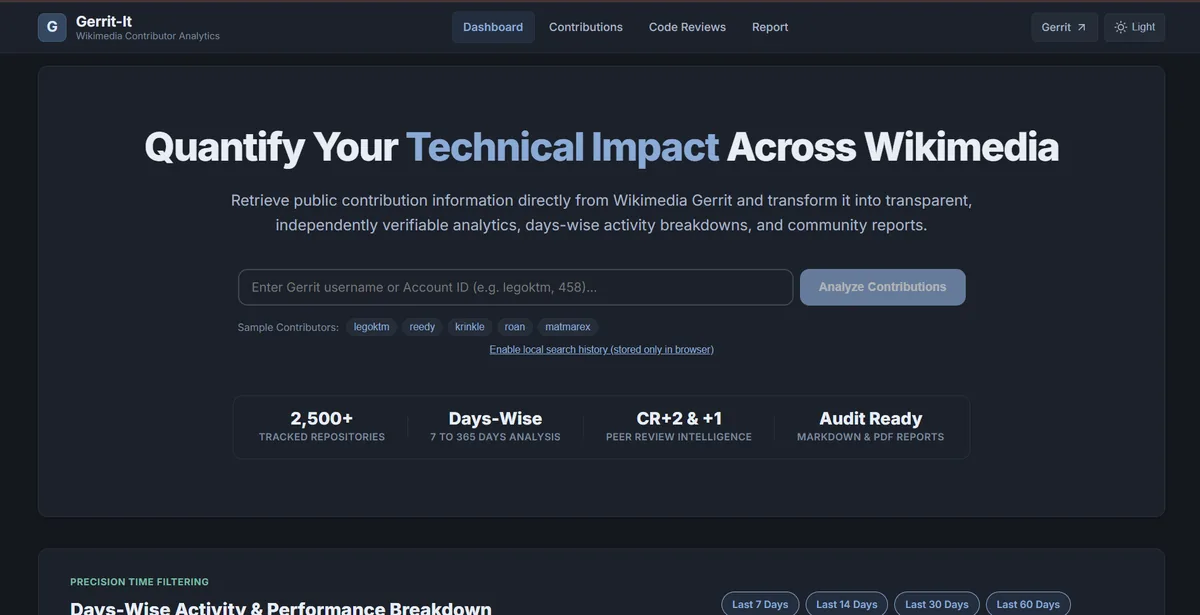 G
Gerrit-It
Wikimedia Contributor Analytics
Dashboard
Contributions
Code Reviews
Report
Gerrit ↗
Light
Quantify Your Technical Impact Across Wikimedia
Retrieve public contribution information directly from Wikimedia Gerrit and transform it into transparent,
independently verifiable analytics, days-wise activity breakdowns, and community reports.
Enter Gerrit username or Account ID (e.g. legoktm, 458)...
Analyze Contributions
Sample Contributors:
legoktm
reedy
krinkle
roan
matmarex
Enable local search history (stored only in browser)
2,500+
TRACKED REPOSITORIES
Days-Wise
7 TO 365 DAYS ANALYSIS
CR+2 & +1
PEER REVIEW INTELLIGENCE
Audit Ready
MARKDOWN & PDF REPORTS
PRECISION TIME FILTERING
Days-Wise Activity & Performance Breakdown
Last 7 Days
Last 14 Days
Last 30 Days
Last 60 Days